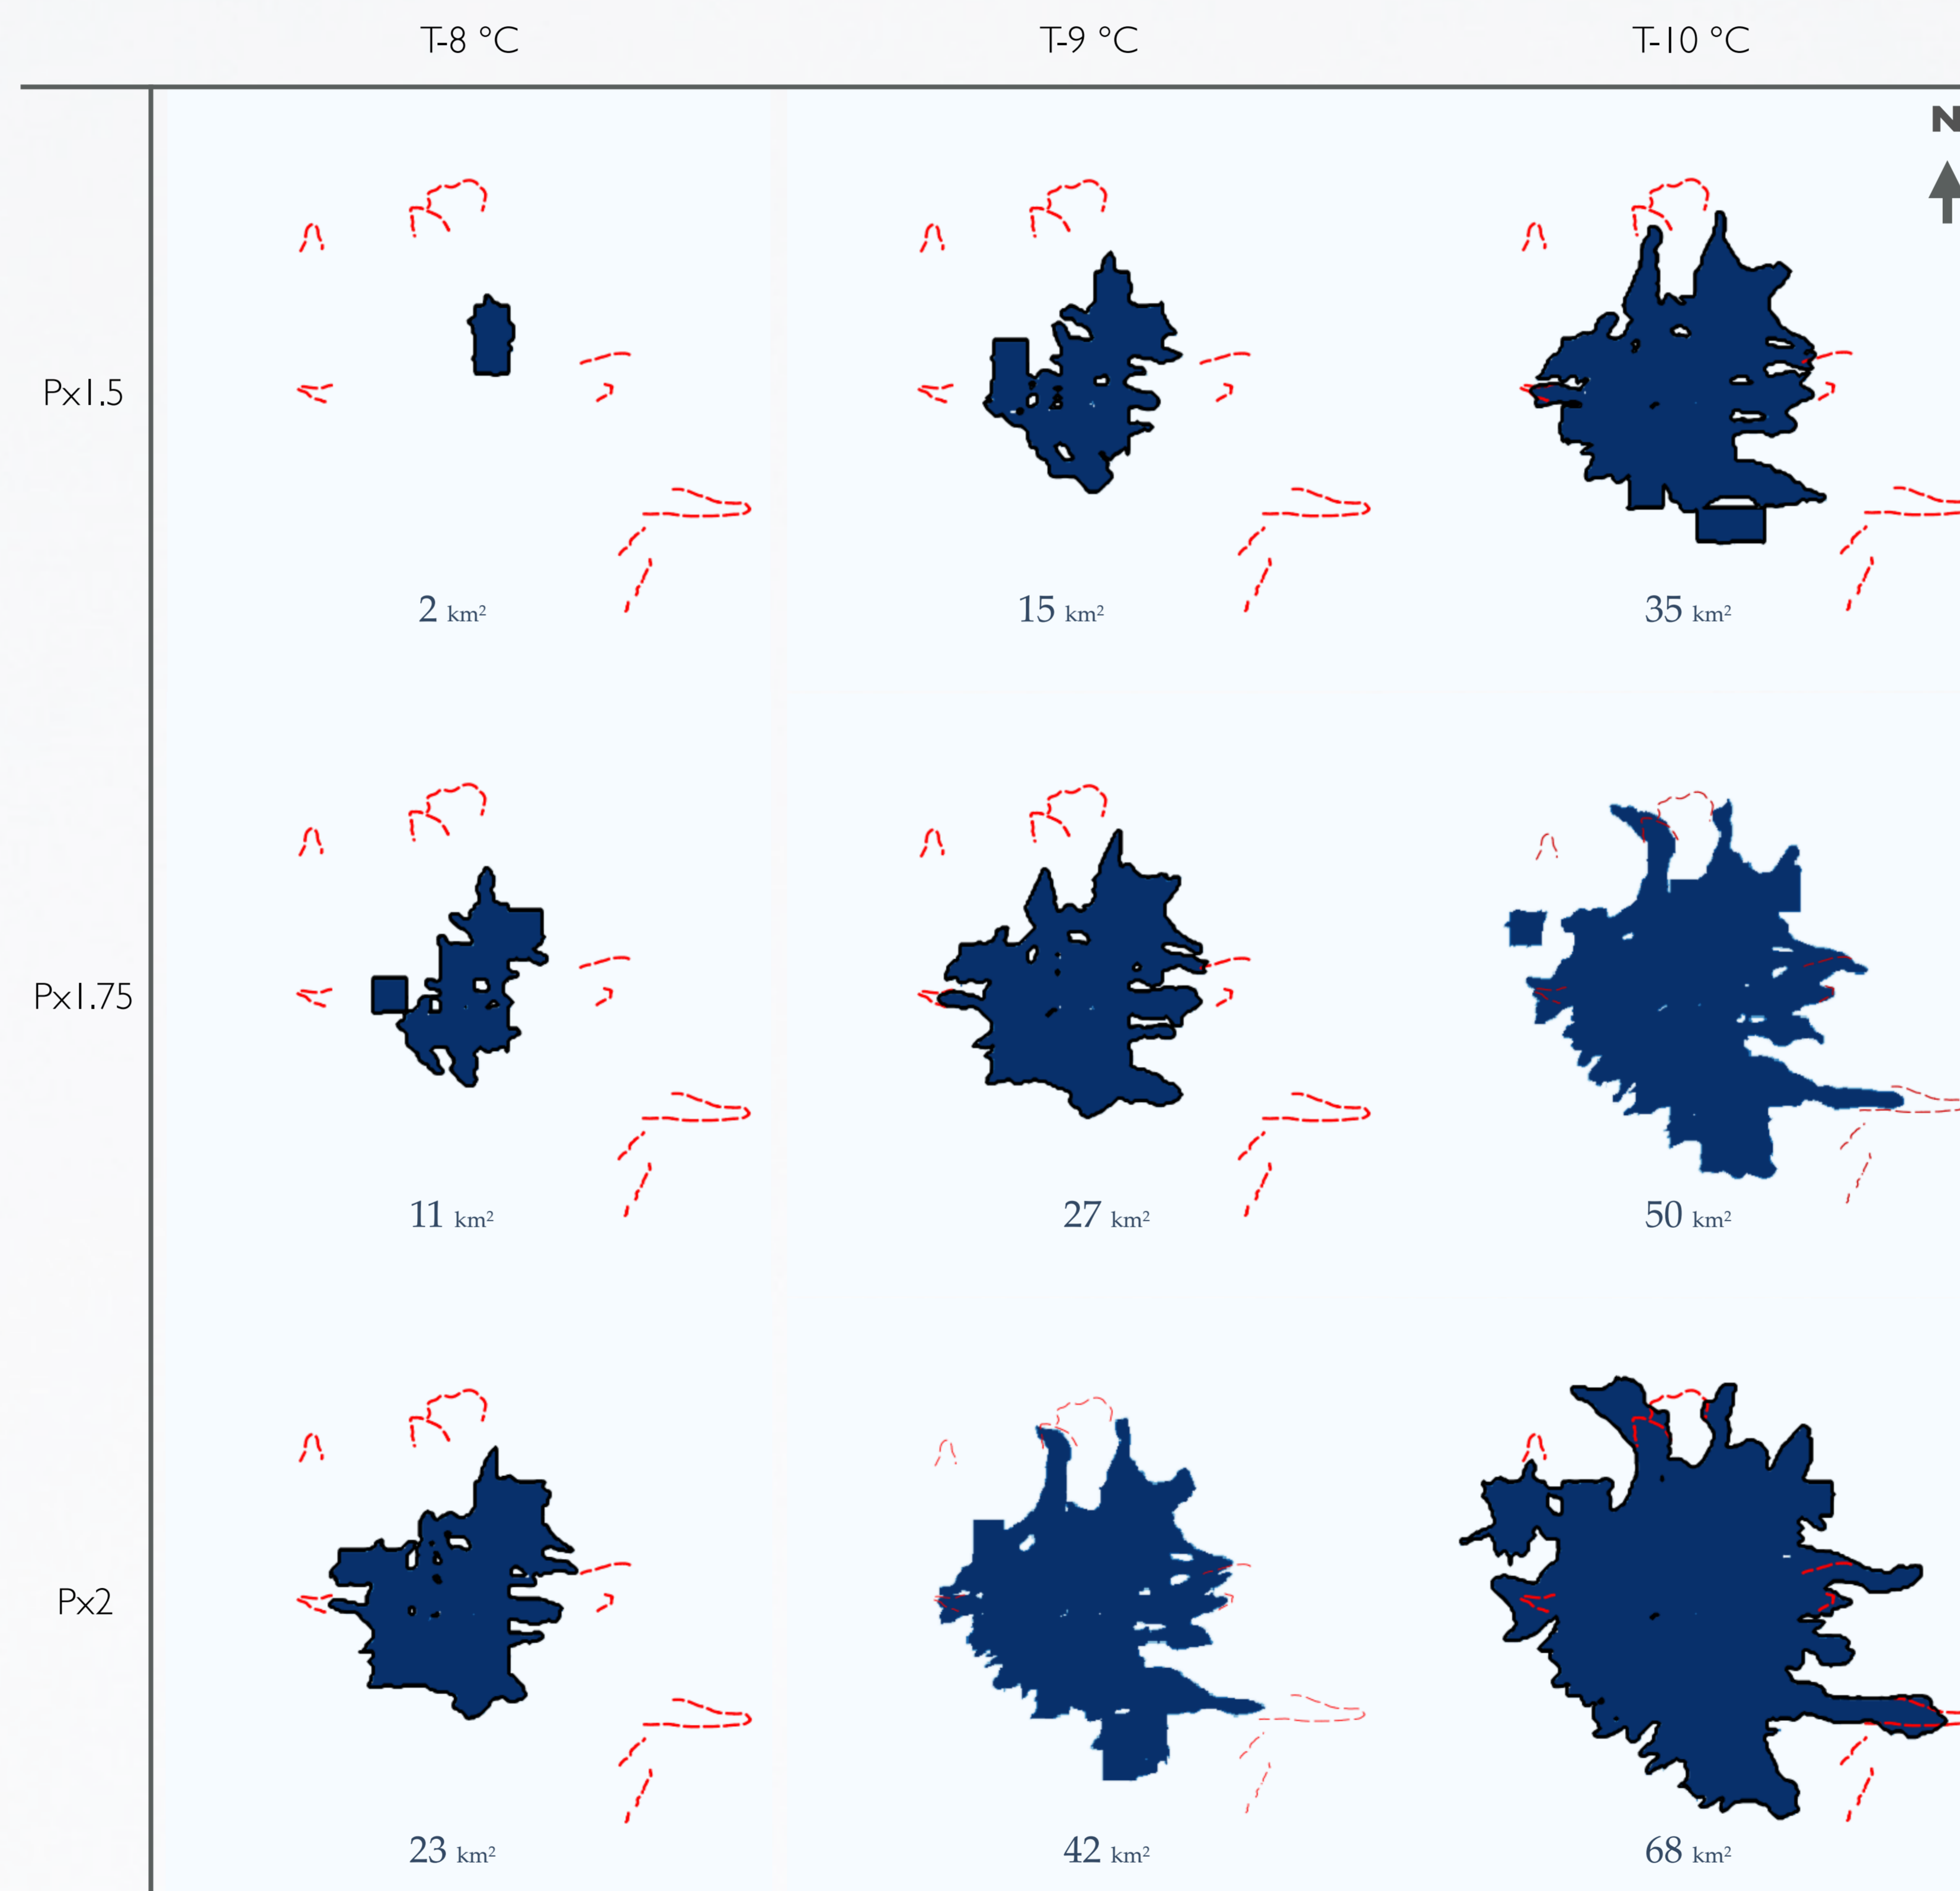 T-8 °C
T-9 °C
T-10 °C
N
Px1.5
2 km²
15 km²
35 km²
Px1.75
11 km²
27 km²
50 km²
Px2
23 km²
42 km²
68 km²